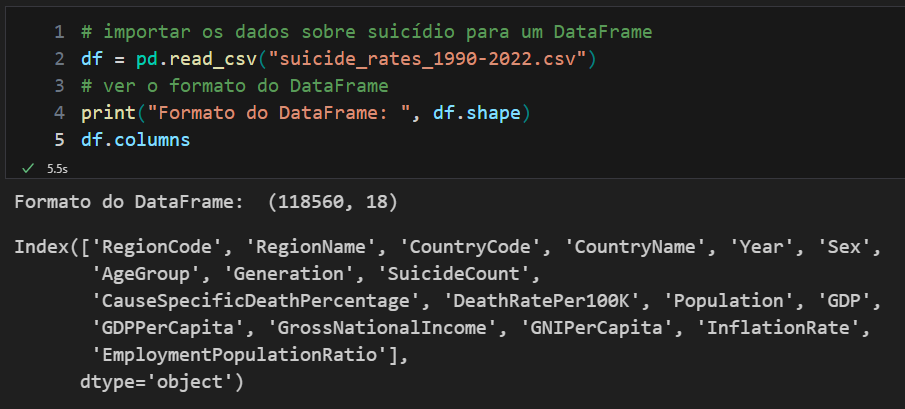 1 # importar os dados sobre suicídio para um DataFrame
2 df = pd.read_csv("suicide_rates_1990-2022.csv")
3 # ver o formato do DataFrame
4 print("Formato do DataFrame: ", df.shape)
5 df.columns
✓ 5.5s
Formato do DataFrame:  (118560, 18)
Index(['RegionCode', 'RegionName', 'CountryCode', 'CountryName', 'Year', 'Sex',
'AgeGroup', 'Generation', 'SuicideCount',
'CauseSpecificDeathPercentage', 'DeathRatePer100K', 'Population', 'GDP',
'GDPPerCapita', 'GrossNationalIncome', 'GNIPerCapita', 'InflationRate',
'EmploymentPopulationRatio'],
dtype='object')